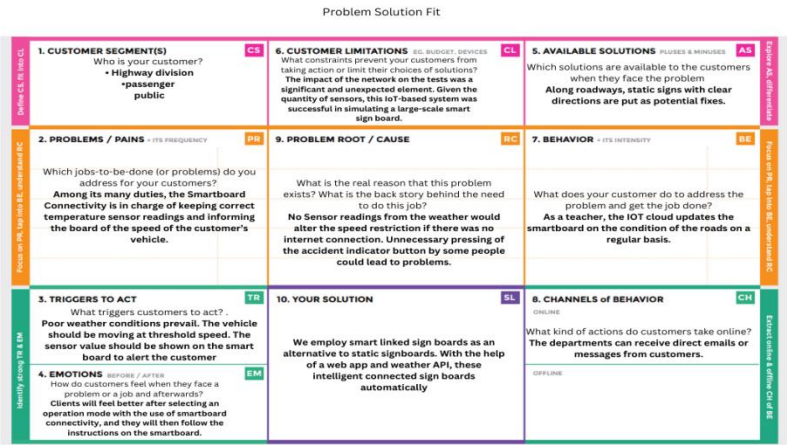 Problem Solution Fit
Define CS, fit into CL
1. CUSTOMER SEGMENT(S)
CS
Who is your customer?
• Highway division
•passenger
public
6. CUSTOMER LIMITATIONS EG. BUDGET, DEVICES
CL
What constraints prevent your customers from
taking action or limit their choices of solutions?
The impact of the network on the tests was
a significant and unexpected element. Given the
quantity of sensors, this IoT-based system was
successful in simulating a large-scale smart
sign board.
5. AVAILABLE SOLUTIONS PLUSES & MINUSES
AS
Which solutions are available to the customers
when they face the problem
Along roadways, static signs with clear
directions are put as potential fixes.
Explore AS, differentiate
Focus on PR, tap into BE, understand RC
2. PROBLEMS / PAINS + ITS FREQUENCY
PR
Which jobs-to-be-done (or problems) do you
address for your customers?
Among its many duties, the Smartboard
Connectivity is in charge of keeping correct
temperature sensor readings and informing
the board of the speed of the customer's
vehicle.
9. PROBLEM ROOT / CAUSE
RC
What is the real reason that this problem
exists? What is the back story behind the need
to do this job?
No Sensor readings from the weather would
alter the speed restriction if there was no
internet connection. Unnecessary pressing of
the accident indicator button by some people
could lead to problems.
7. BEHAVIOR + ITS INTENSITY
BE
What does your customer do to address the
problem and get the job done?
As a teacher, the IOT cloud updates the
smartboard on the condition of the roads on a
regular basis.
Focus on PR, tap into BE, understand RC
Identify strong TR & EM
3. TRIGGERS TO ACT
TR
What triggers customers to act? .
Poor weather conditions prevail. The vehicle
should be moving at threshold speed. The
sensor value should be shown on the smart
board to alert the customer
4. EMOTIONS BEFORE / AFTER
EM
How do customers feel when they face a
problem or a job and afterwards?
Clients will feel better after selecting an
operation mode with the use of smartboard
connectivity, and they will then follow the
instructions on the smartboard.
10. YOUR SOLUTION
SL
We employ smart linked sign boards as an
alternative to static signboards. With the help
of a web app and weather API, these
intelligent connected sign boards
automatically
8. CHANNELS of BEHAVIOR
CH
ONLINE
What kind of actions do customers take online?
The departments can receive direct emails or
messages from customers.
OFFLINE
Extract online & offline CH of BE